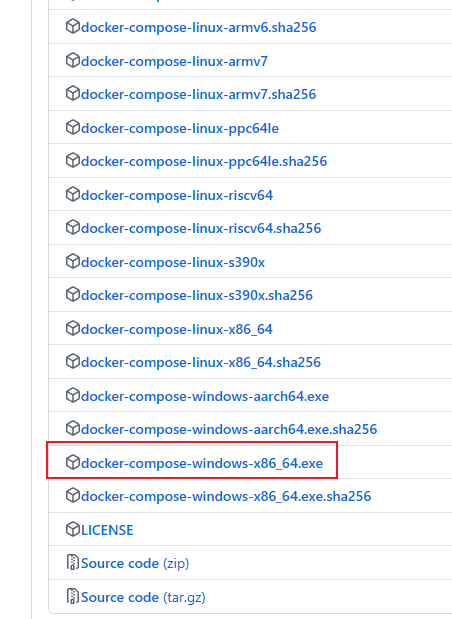 docker-compose-linux-armv6.sha256
docker-compose-linux-armv7
docker-compose-linux-armv7.sha256
docker-compose-linux-ppc64le
docker-compose-linux-ppc64le.sha256
docker-compose-linux-riscv64
docker-compose-linux-riscv64.sha256
docker-compose-linux-s390x
docker-compose-linux-s390x.sha256
docker-compose-linux-x86_64
docker-compose-linux-x86_64.sha256
docker-compose-windows-aarch64.exe
docker-compose-windows-aarch64.exe.sha256
docker-compose-windows-x86_64.exe
docker-compose-windows-x86_64.exe.sha256
LICENSE
Source code (zip)
Source code (tar.gz)